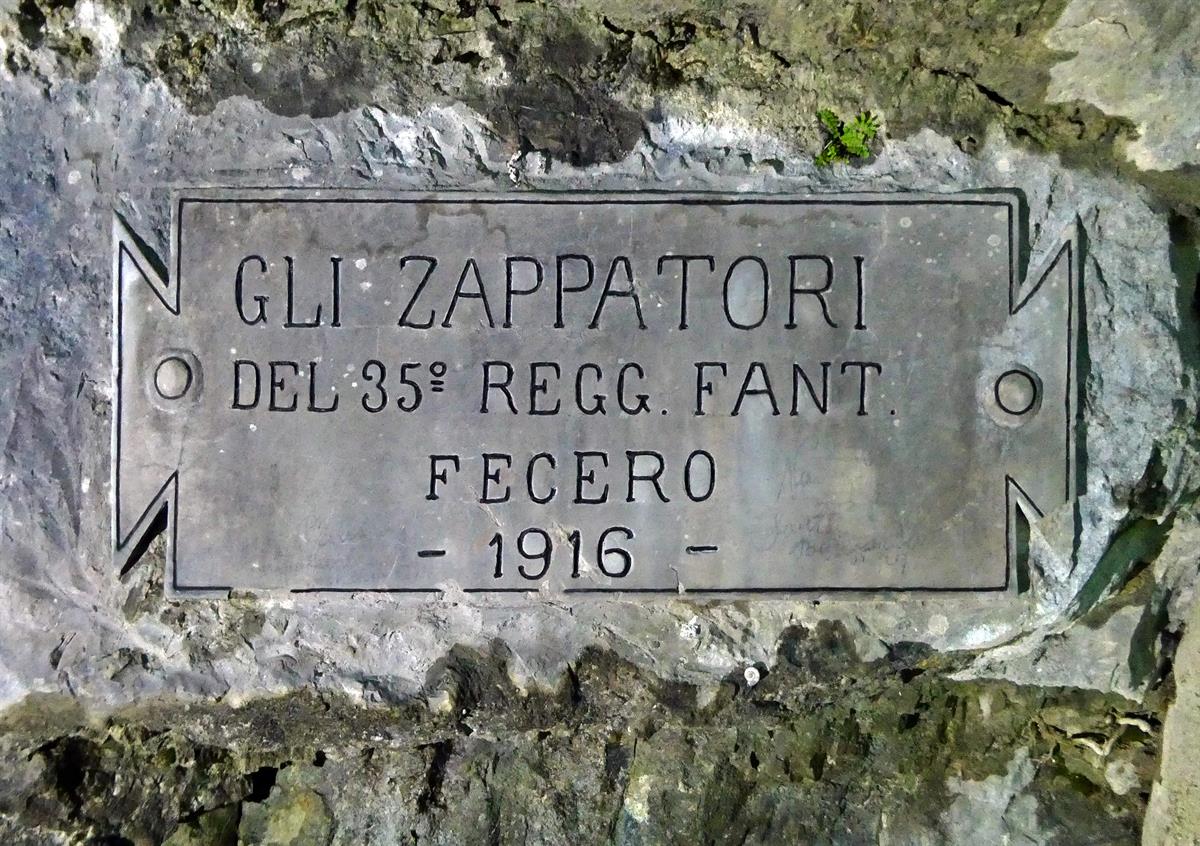 GLI ZAPPATORI
DEL 35º REGG. FANT.
FECERO
- 1916 -